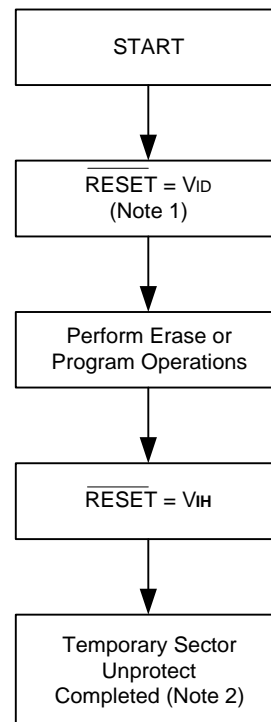 START
RESET = VID
(Note 1)
Perform Erase or
Program Operations
RESET = VIH
Temporary Sector
Unprotect
Completed (Note 2)